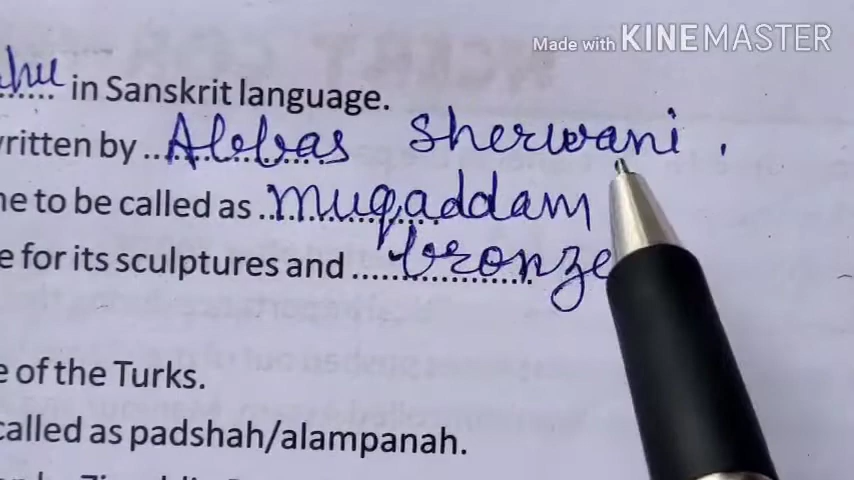 Made with KINEMASTER
in Sanskrit language.
written by Abbas Sherwani.
to be called as muqaddam
for its sculptures and bronze
of the Turks.
called as padshah/alampanah.